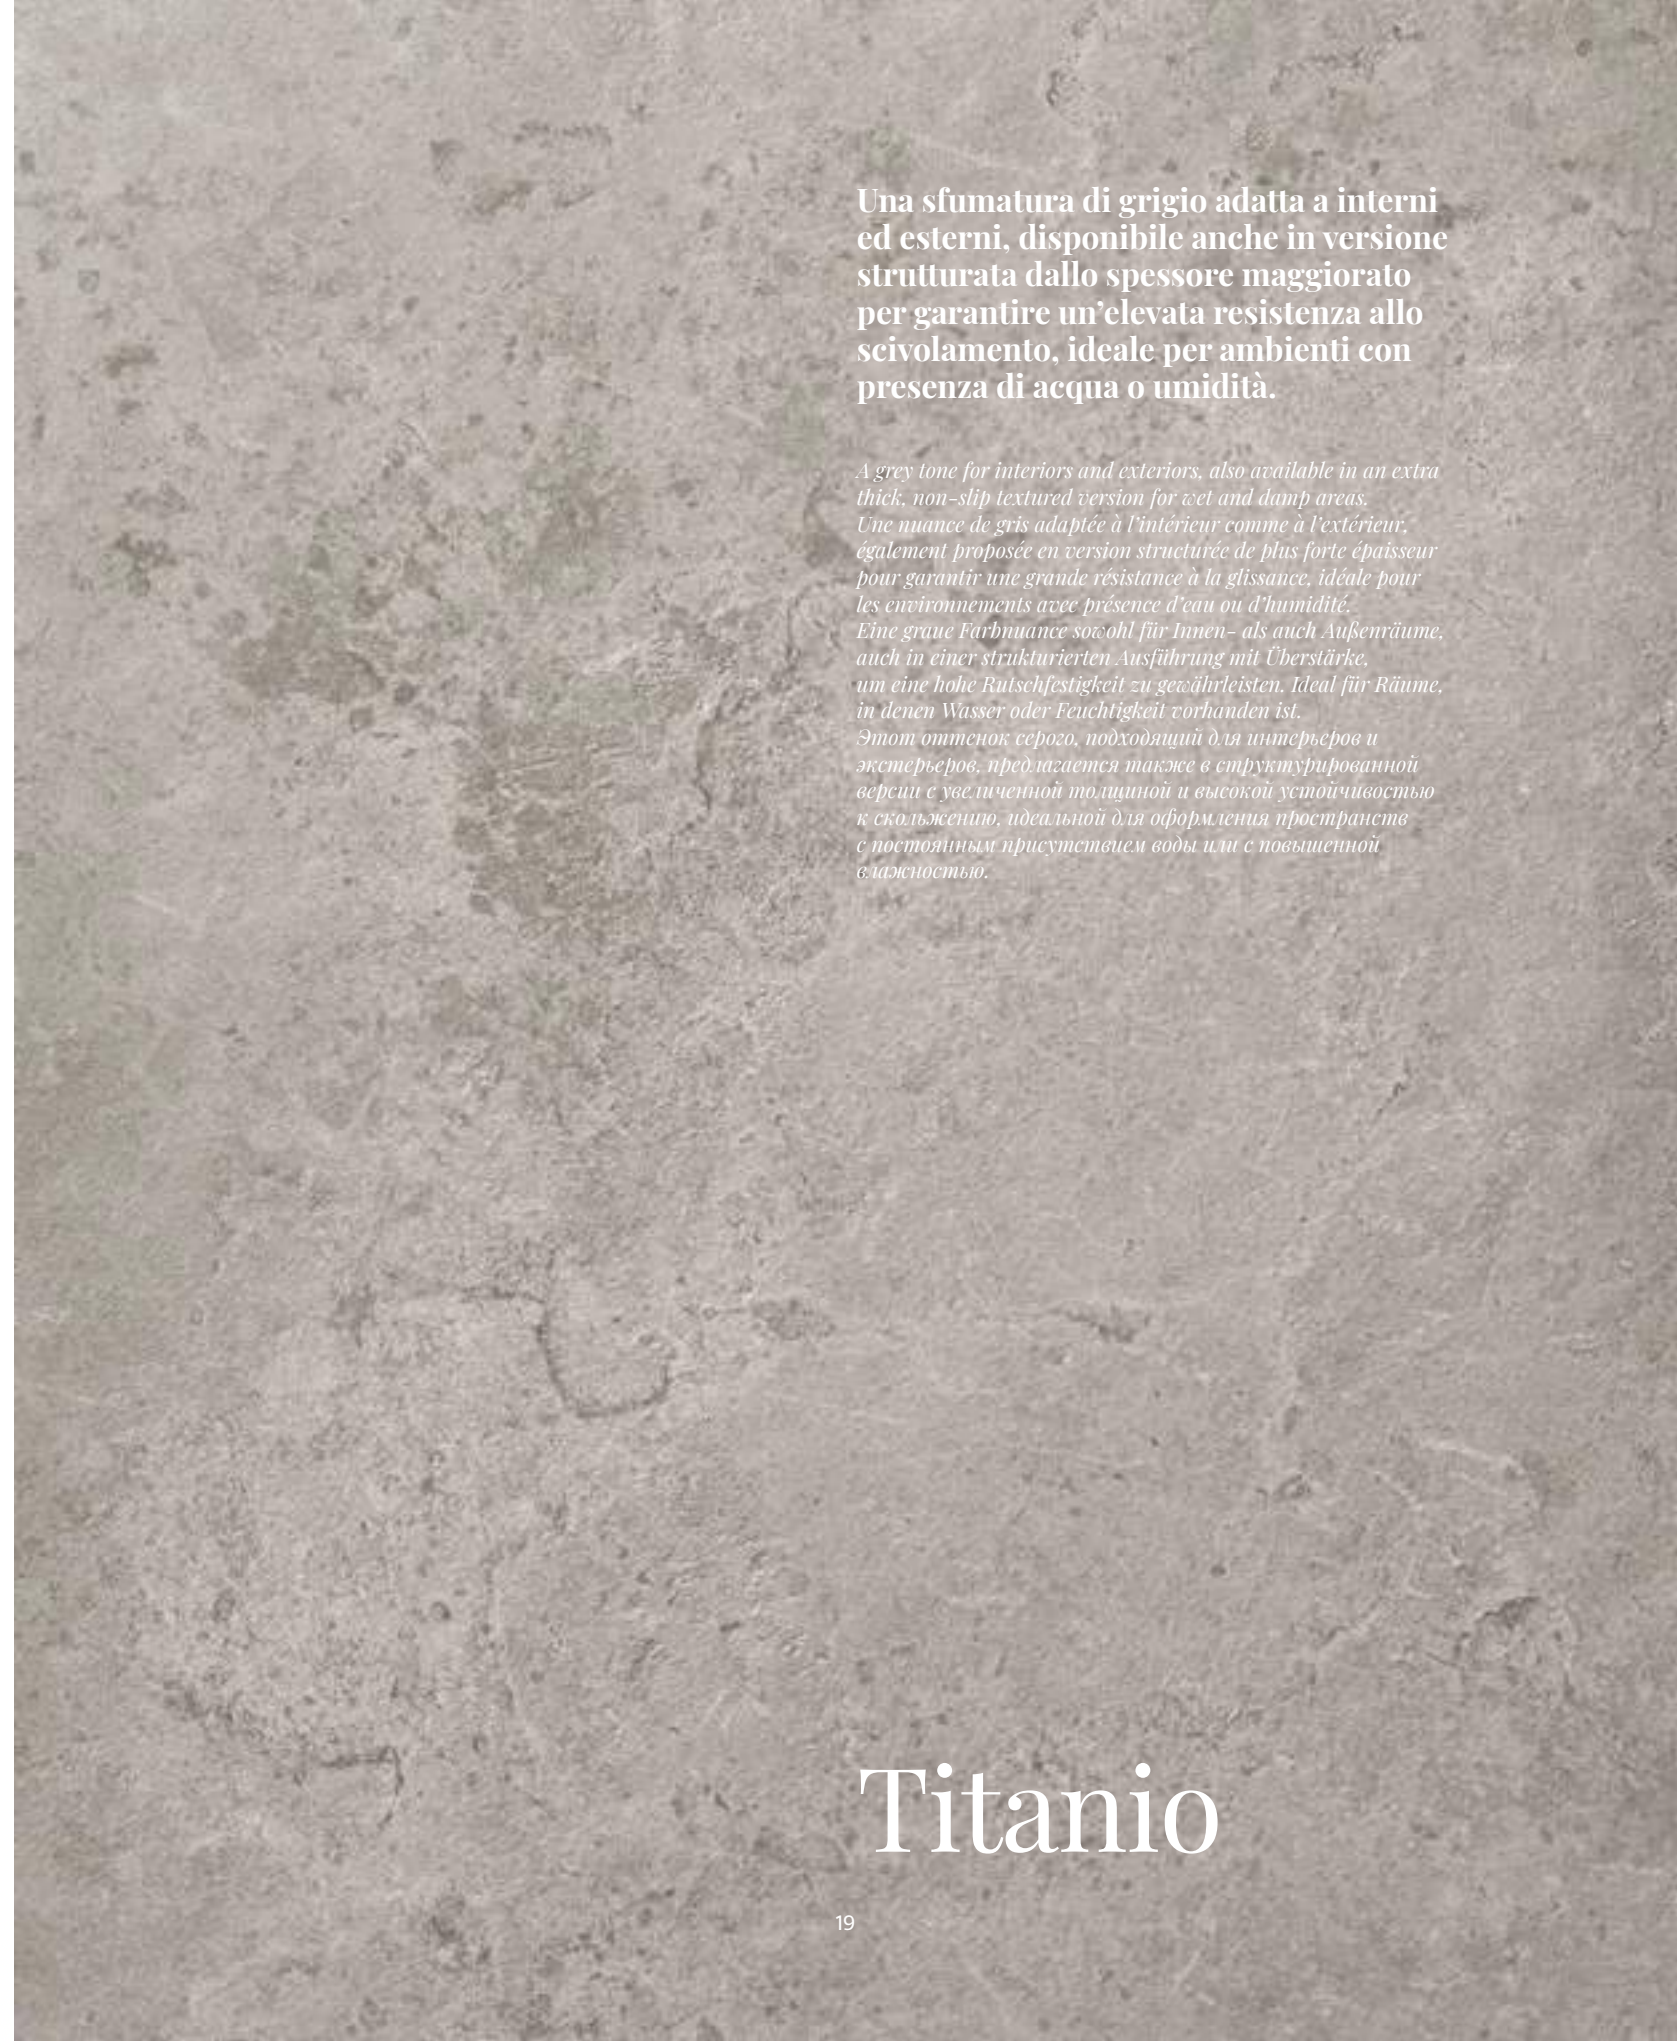 Una sfumatura di grigio adatta a interni
ed esterni, disponibile anche in versione
strutturata dallo spessore maggiorato
per garantire un’elevata resistenza allo
scivolamento, ideale per ambienti con
presenza di acqua o umidità.
A grey tone for interiors and exteriors, also available in an extra
thick, non-slip textured version for wet and damp areas.
Une nuance de gris adaptée à l’intérieur comme à l’extérieur,
également proposée en version structurée de plus forte épaisseur
pour garantir une grande résistance à la glissance, idéale pour
les environnements avec présence d’eau ou d’humidité.
Eine graue Farbnuance sowohl für Innen- als auch Außenräume,
auch in einer strukturierten Ausführung mit Überstärke,
um eine hohe Rutschfestigkeit zu gewährleisten. Ideal für Räume,
in denen Wasser oder Feuchtigkeit vorhanden ist.
Этот оттенок серого, подходящий для интерьеров и
экстерьеров, предлагается также в структурированной
версии с увеличенной толщиной и высокой устойчивостью
к скольжению, идеальной для оформления пространств
с постоянным присутствием воды или с повышенной
влажностью.
Titanio
19